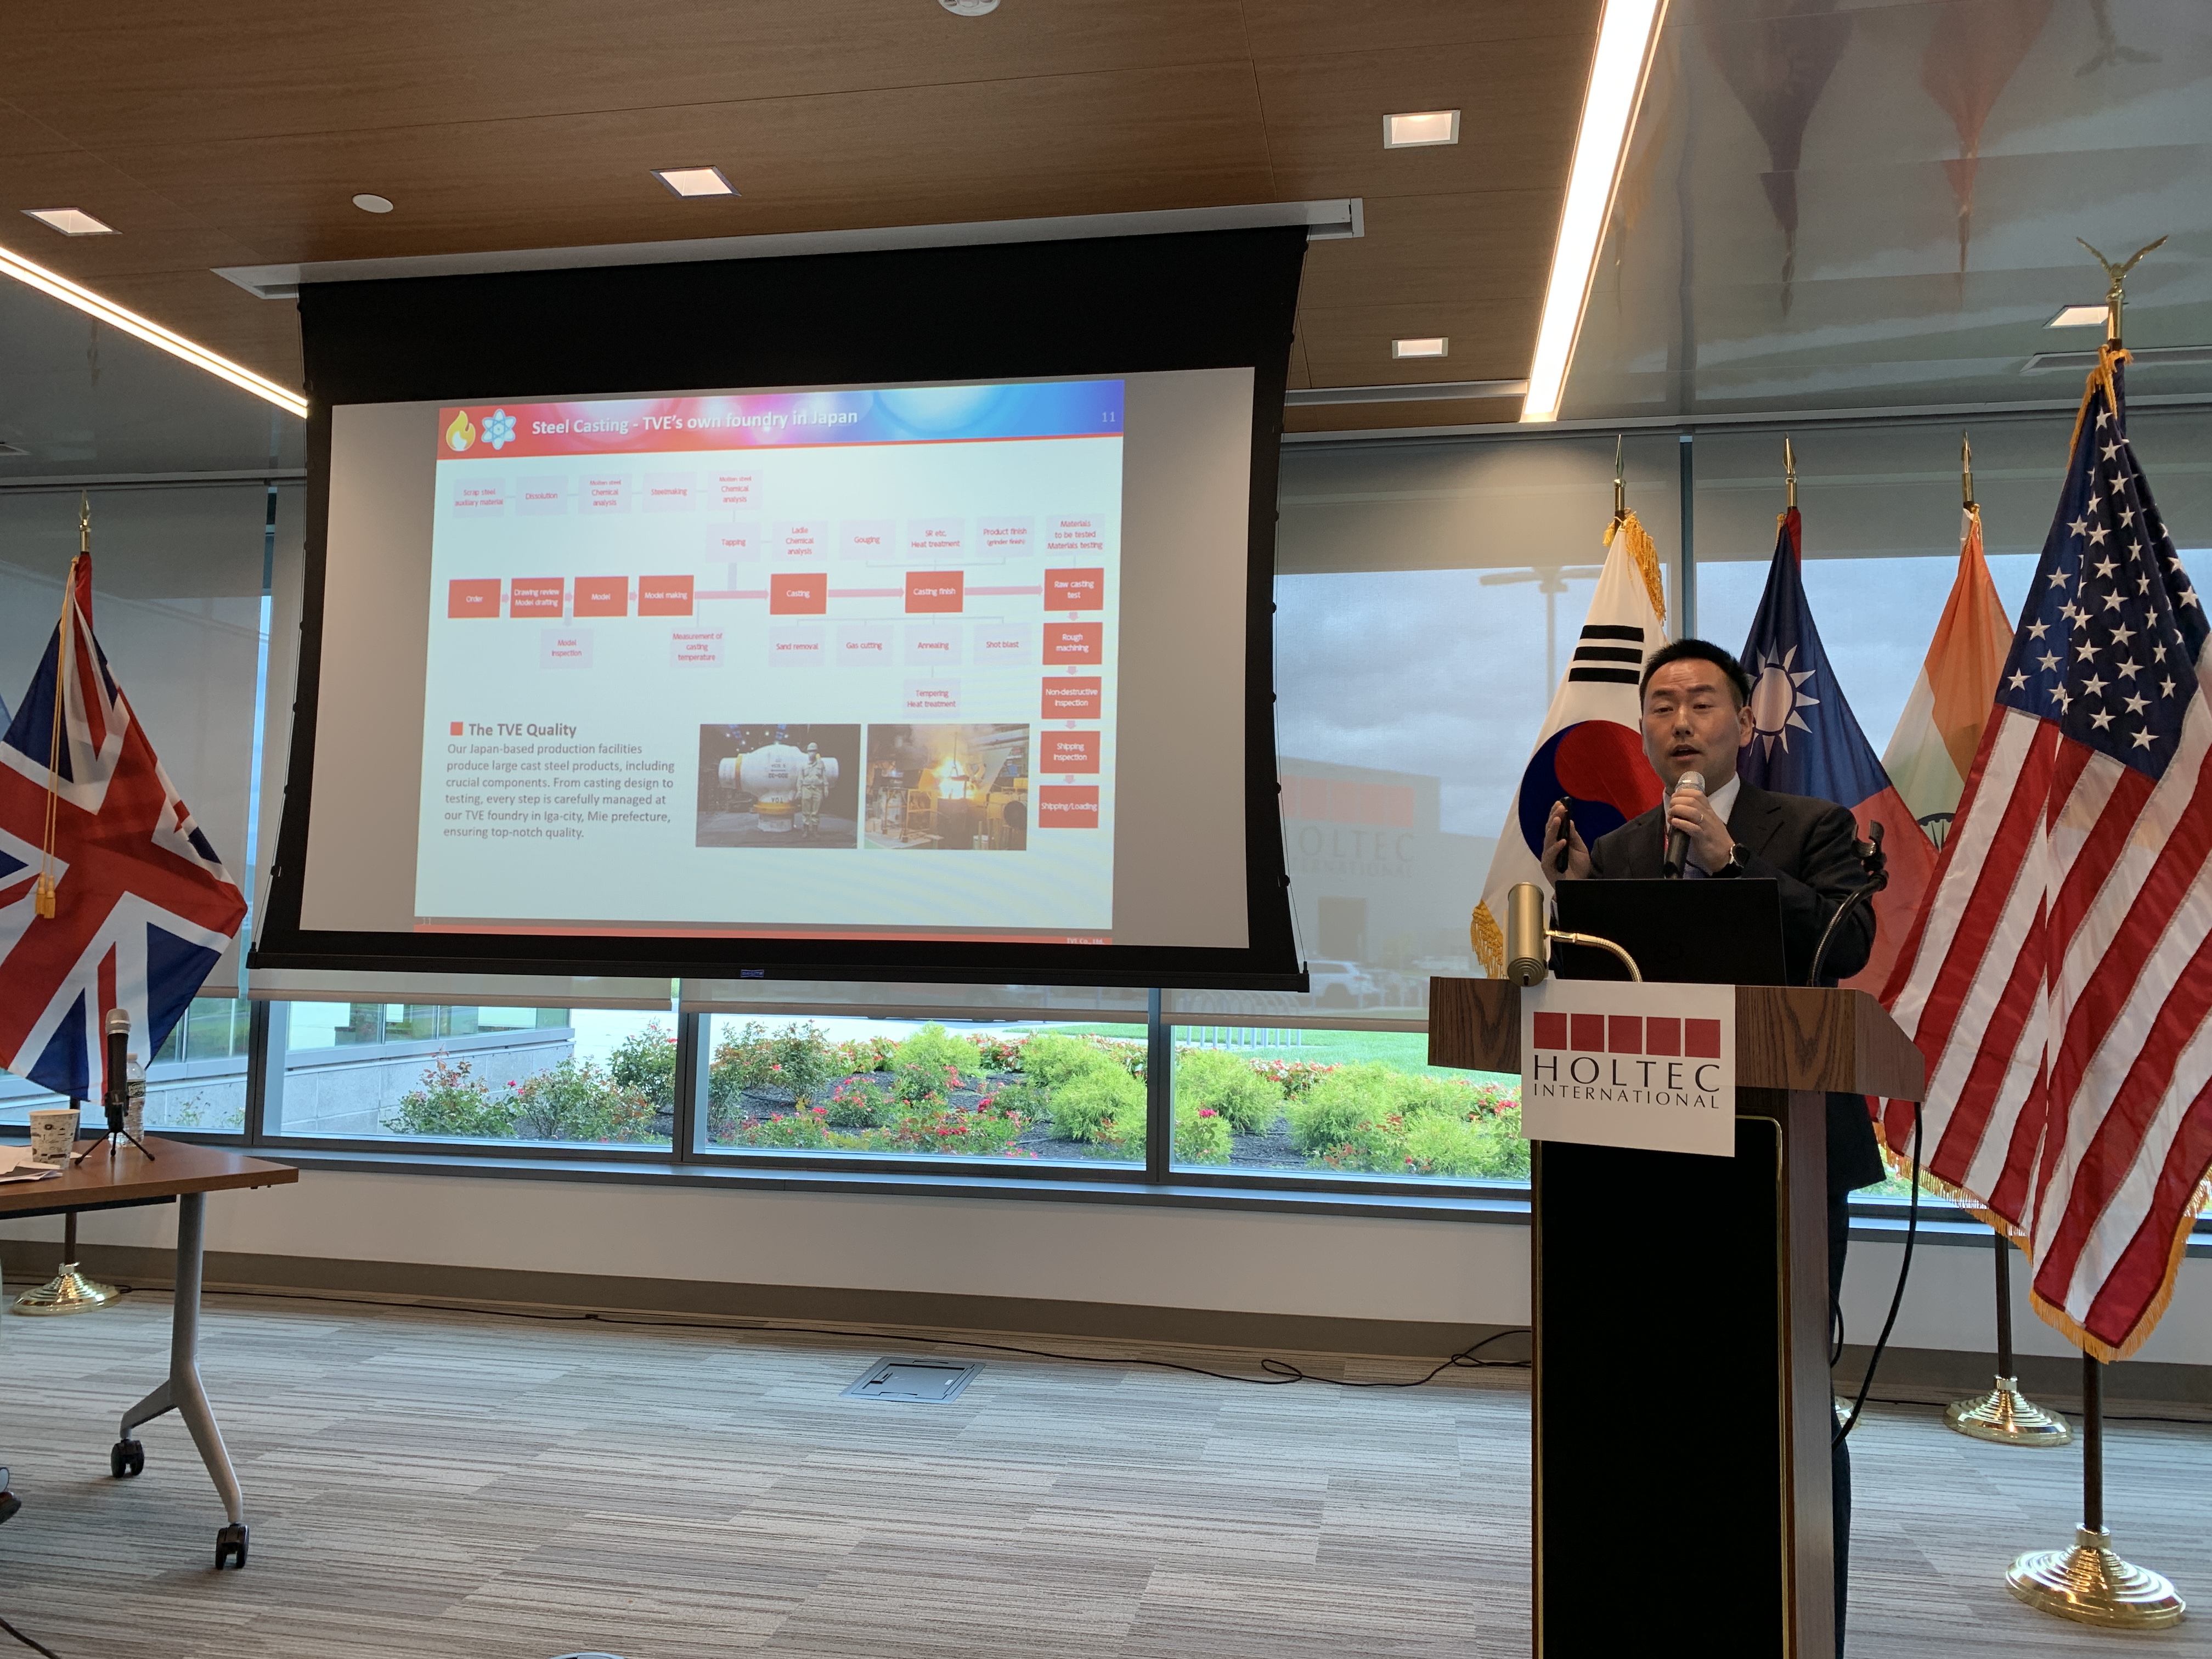 Steel Casting - TVE's own foundry in Japan
11
Scrap steel
auxiliary material
Dissolution
Molten steel
Chemical
analysis
Steelmaking
Molten steel
Chemical
analysis
Tapping
Ladle
Chemical
analysis
Gouging
SR etc.
Heat treatment
Product finish
(grinder finish)
Materials
to be tested
Materials testing
Order
Drawing review
Model drafting
Model
Model making
Casting
Casting finish
Raw casting
test
Model
Inspection
Measurement of
casting
temperature
Sand removal
Gas cutting
Annealing
Shot blast
Rough
machining
Tempering
Heat treatment
Non-destructive
Inspection
Shipping
Inspection
Shipping/Loading
The TVE Quality
Our Japan-based production facilities
produce large cast steel products, including
crucial components. From casting design to
testing, every step is carefully managed at
our TVE foundry in Iga-city, Mie prefecture,
ensuring top-notch quality.
11
TVE Co., Ltd.
HOLTEC
INTERNATIONAL